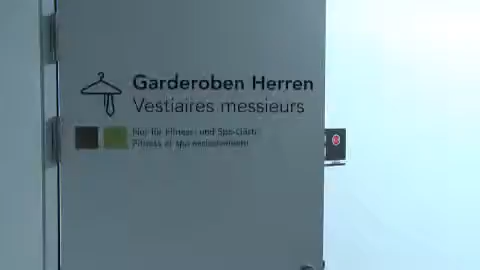 Garderoben Herren
Vestiaires messieurs
Nur für Fitness- und Spa-Gäste
Fitness et spa exclusivement